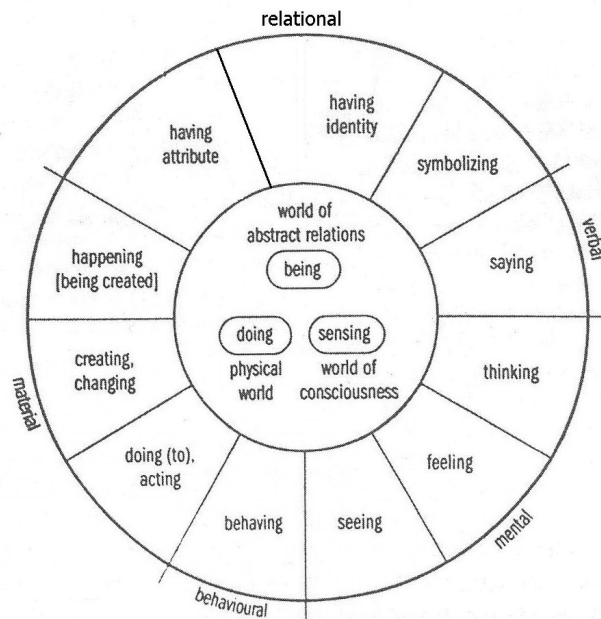 relational
having
identity
symbolizing
verbal
saying
thinking
feeling
mental
seeing
behaving
behavioural
doing (to),
acting
creating,
changing
material
happening
[being created]
having
attribute
world of
abstract relations
being
doing
physical
world
sensing
world of
consciousness